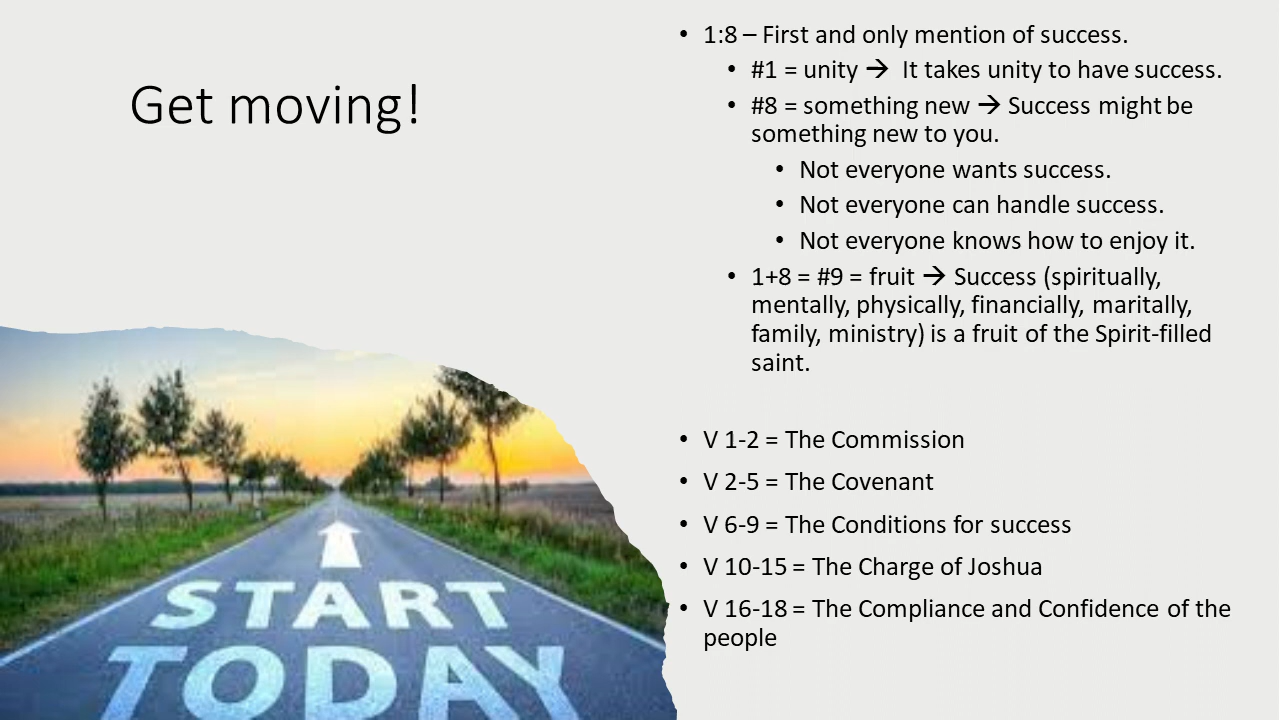 Get moving!
• 1:8 – First and only mention of success.
• #1 = unity → It takes unity to have success.
• #8 = something new → Success might be
something new to you.
• Not everyone wants success.
• Not everyone can handle success.
• Not everyone knows how to enjoy it.
• 1+8 = #9 = fruit → Success (spiritually,
mentally, physically, financially, maritally,
family, ministry) is a fruit of the Spirit-filled
saint.
• V 1-2 = The Commission
• V 2-5 = The Covenant
• V 6-9 = The Conditions for success
• V 10-15 = The Charge of Joshua
• V 16-18 = The Compliance and Confidence of the
people
START
TODAY